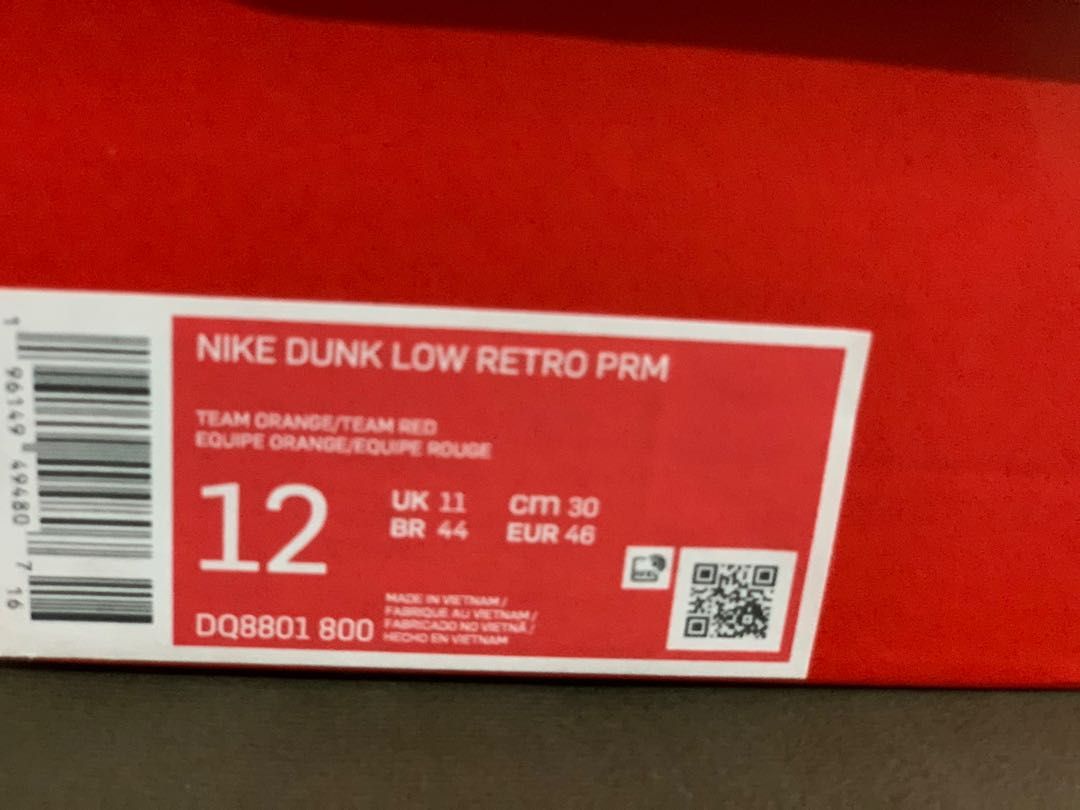 NIKE DUNK LOW RETRO PRM
TEAM ORANGE/TEAM RED
EQUIPE ORANGE/EQUIPE ROUGE
12
UK 11 cm 30
BR 44 EUR 46
DQ8801 800
MADE IN VIETNAM/
FABRIQUE AU VIETNAM/
FABRICADO NO VIETNÃ/
HECHO EN VIETNAM
1 96149 49480 7 16